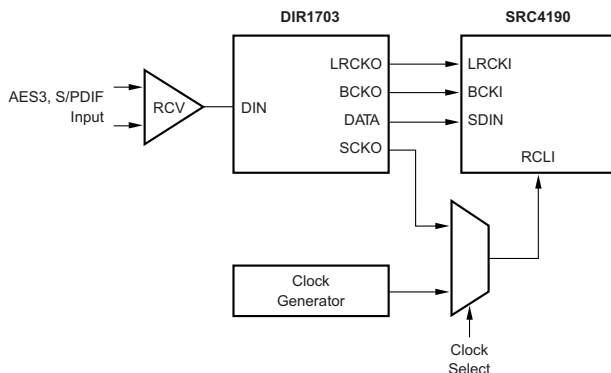 DIR1703
SRC4190
AES3, S/PDIF
Input
RCV
DIN
LRCKO
BCKO
DATA
SCKO
LRCKI
BCKI
SDIN
RCLI
Clock
Generator
Clock
Select